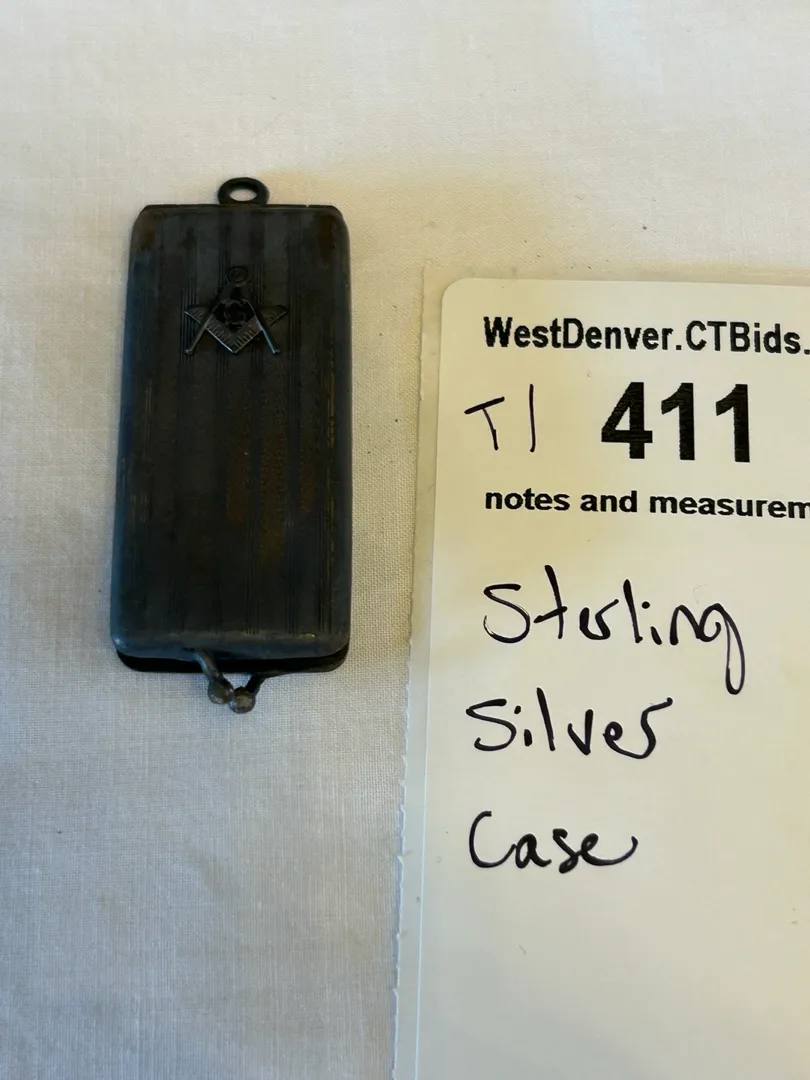 WestDenver.CTBids.
T1 411
notes and measurem
Sterling
Silver
Case